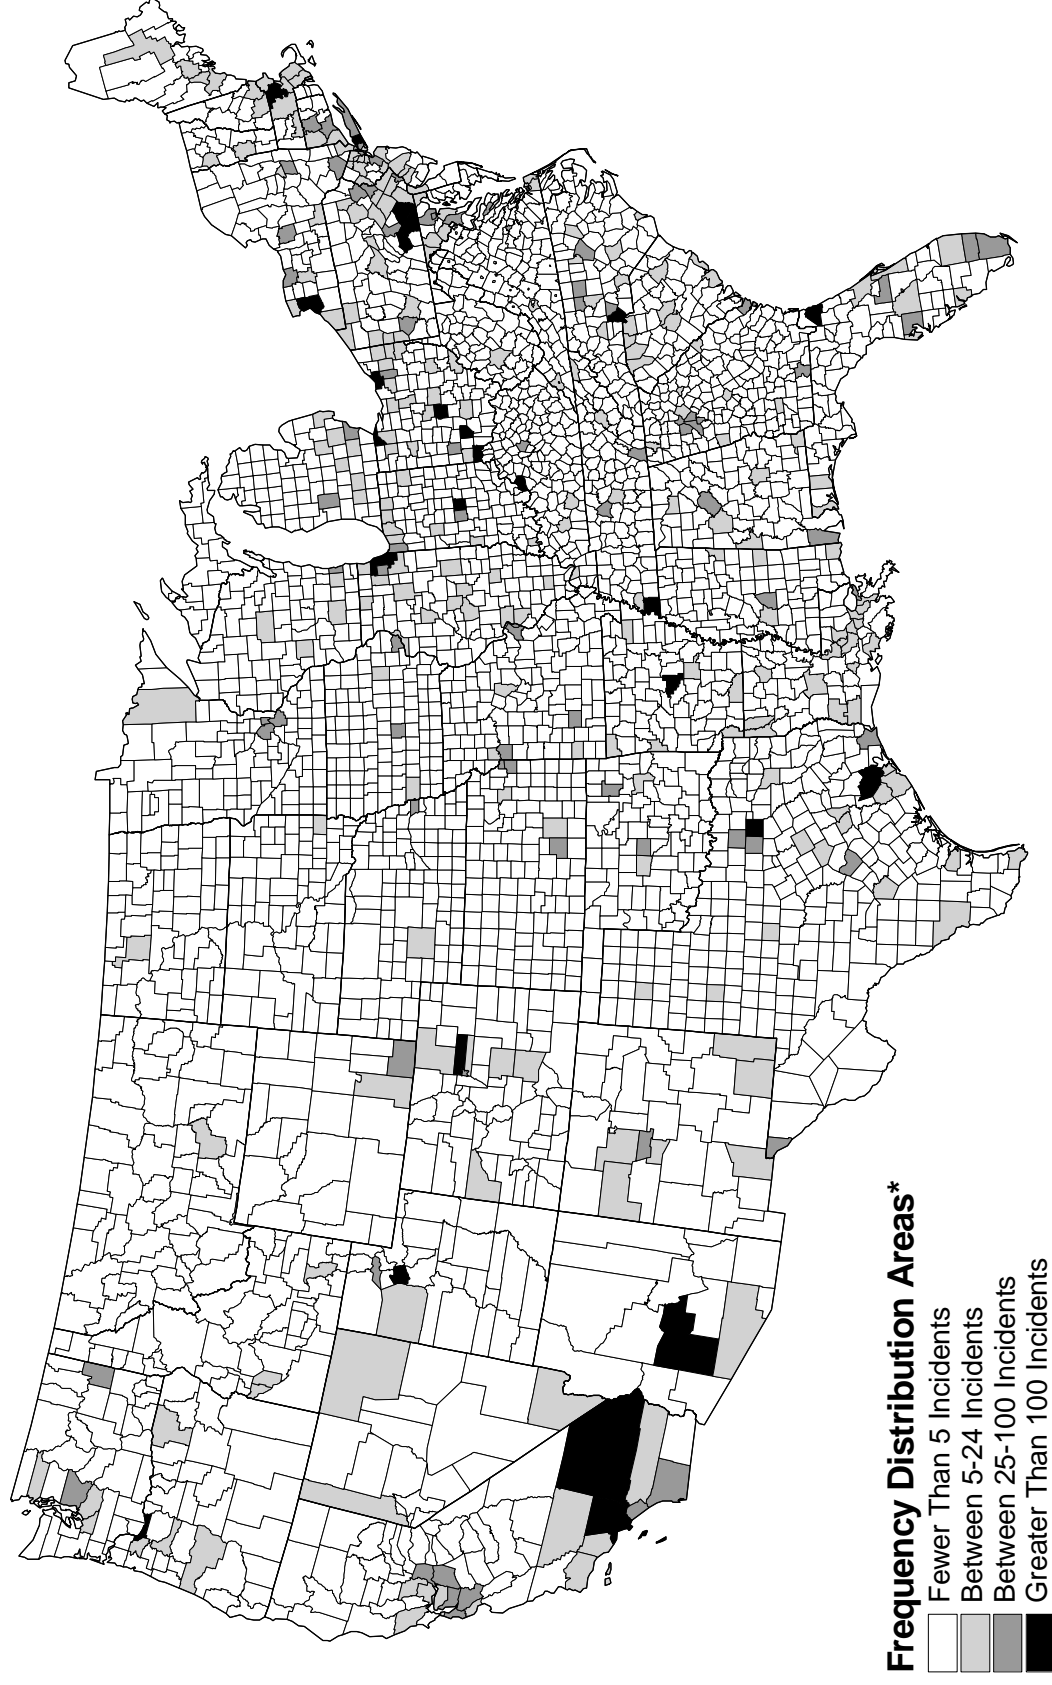 Frequency Distribution Areas*
Fewer Than 5 Incidents
Between 5-24 Incidents
Between 25-100 Incidents
Greater Than 100 Incidents